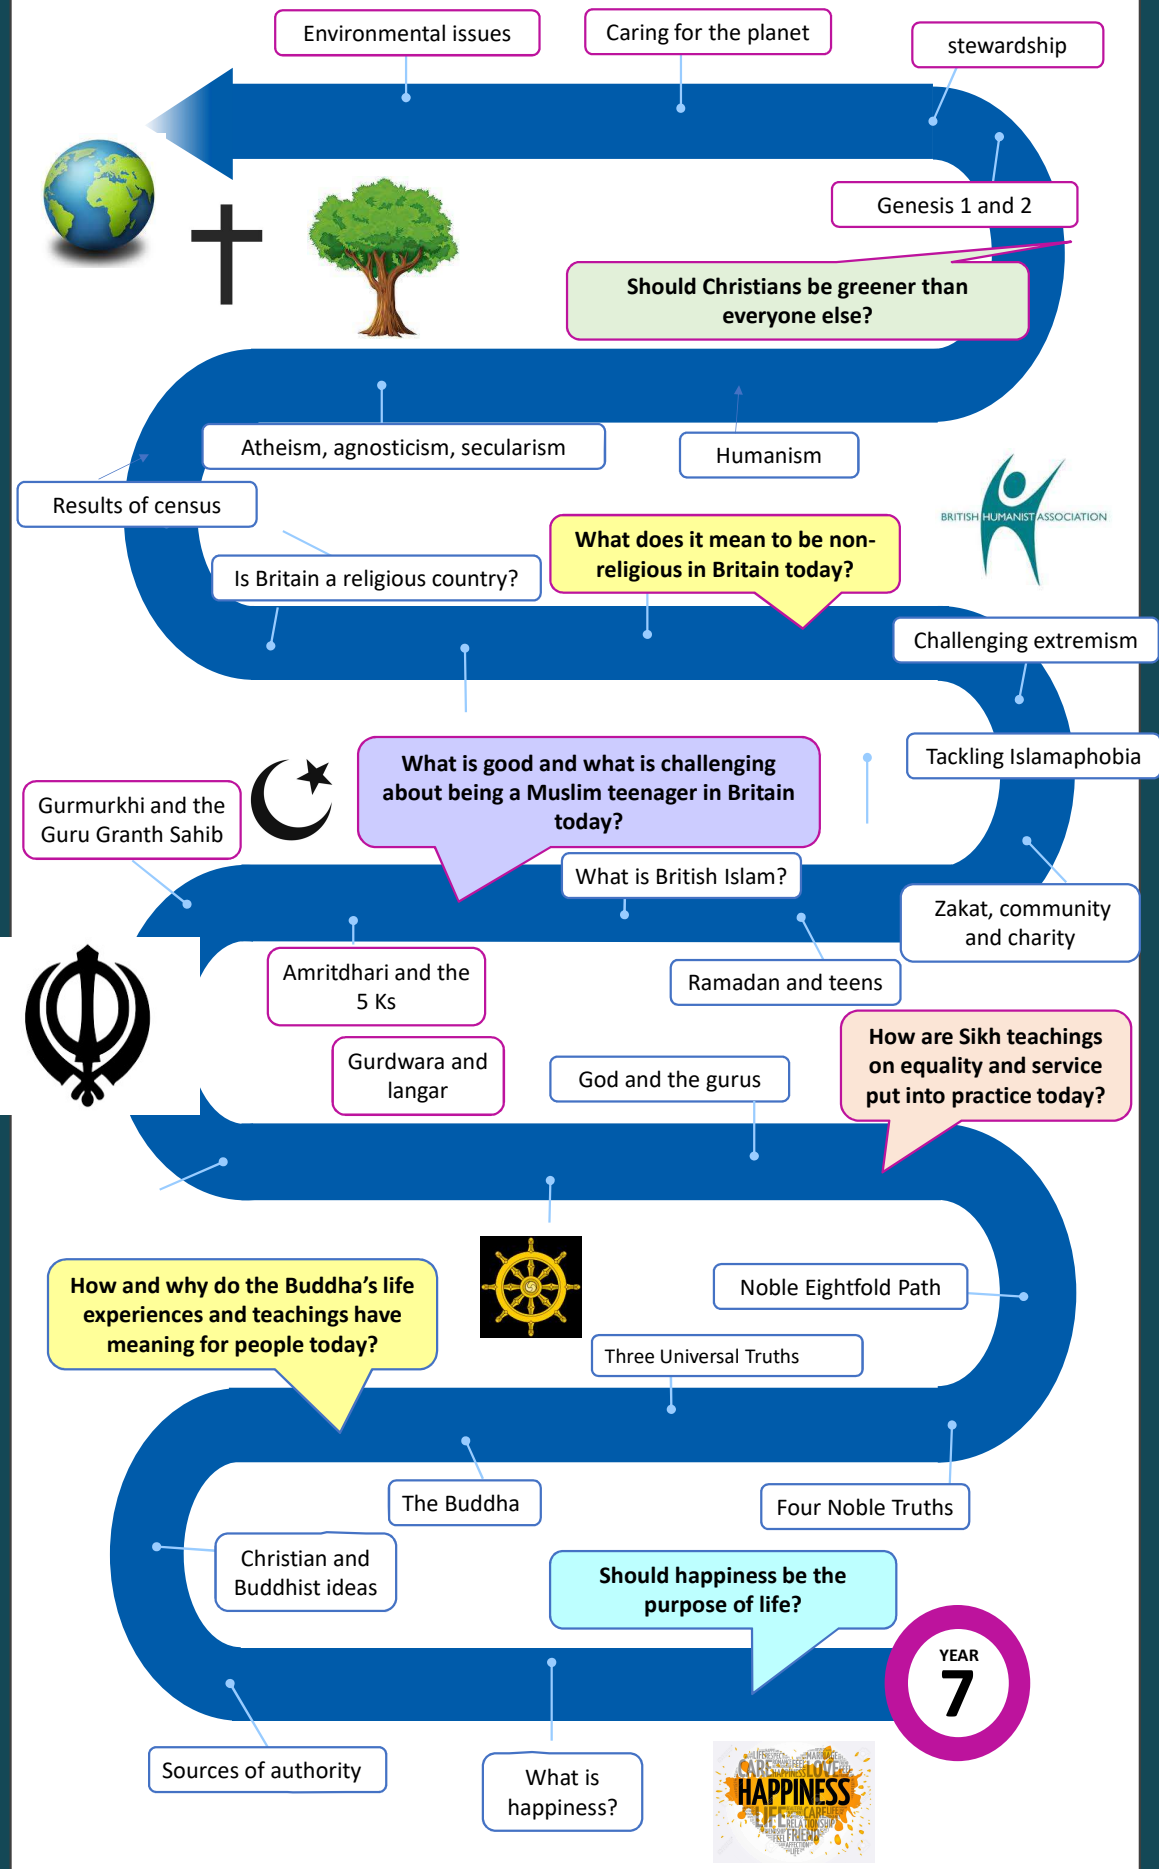 Environmental issues
Caring for the planet
stewardship
Genesis 1 and 2
Should Christians be greener than
everyone else?
Atheism, agnosticism, secularism
Humanism
Results of census
BRITISH HUMANIST ASSOCIATION
What does it mean to be non-
religious in Britain today?
Is Britain a religious country?
Challenging extremism
Tackling Islamaphobia
What is good and what is challenging
about being a Muslim teenager in Britain
today?
Gurmurkhi and the
Guru Granth Sahib
What is British Islam?
Zakat, community
and charity
Amritdhari and the
5 Ks
Ramadan and teens
How are Sikh teachings
on equality and service
put into practice today?
Gurdwara and
langar
God and the gurus
How and why do the Buddha's life
experiences and teachings have
meaning for people today?
Noble Eightfold Path
Three Universal Truths
The Buddha
Four Noble Truths
Christian and
Buddhist ideas
Should happiness be the
purpose of life?
YEAR
7
Sources of authority
What is
happiness?
CARE LOVE
HAPPINESS
LIFE CARE
RELATIONSHIP
FRIEND